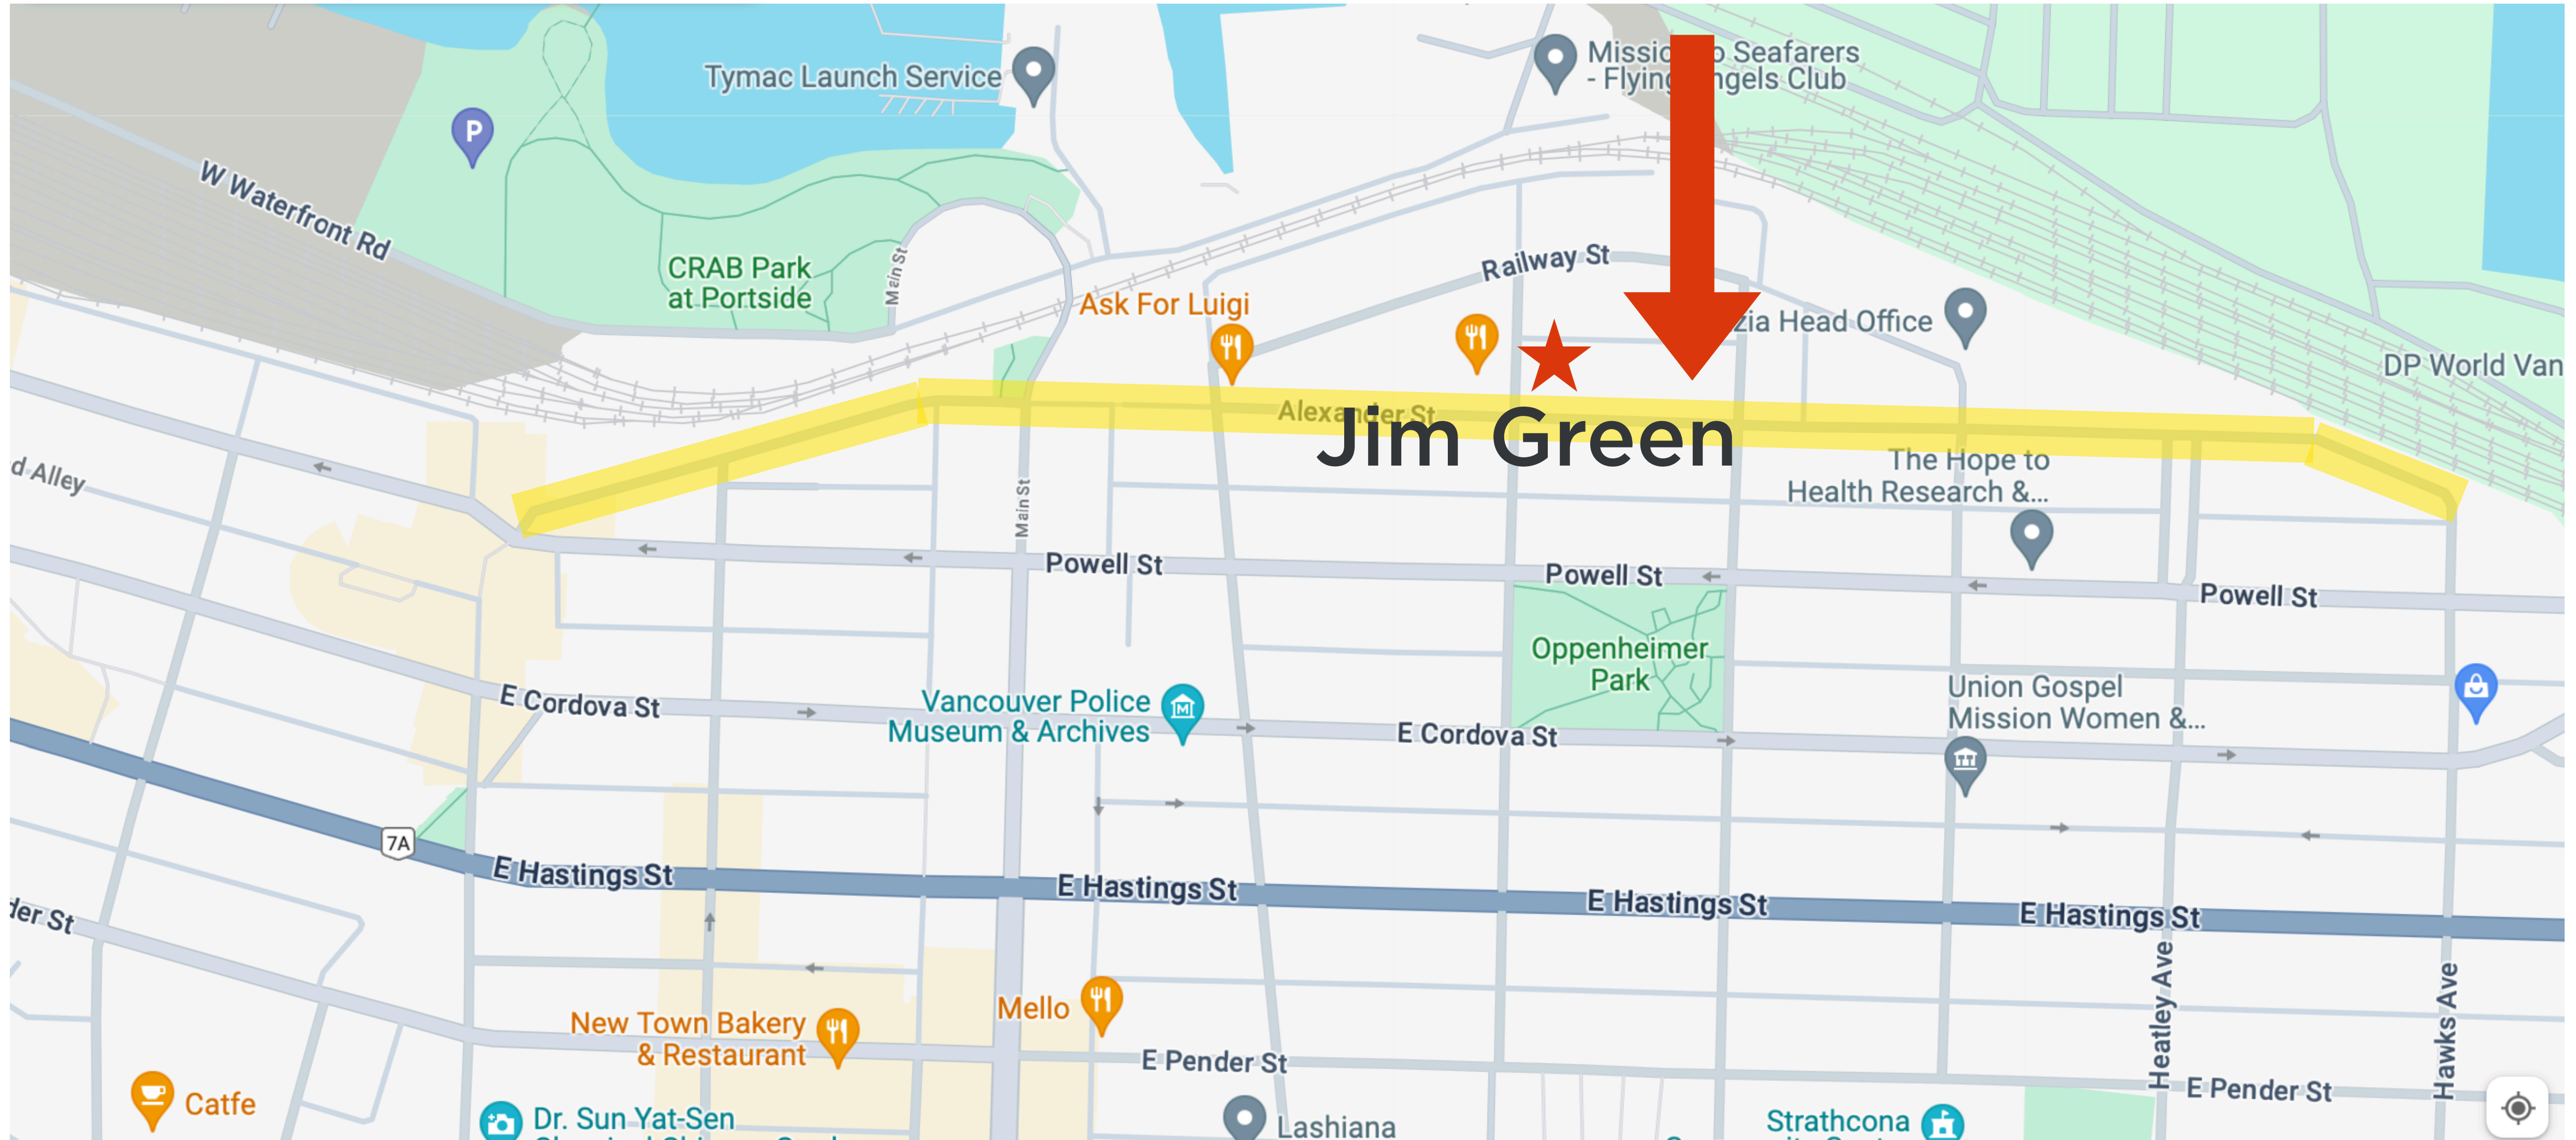 Tymac Launch Service
Missio
o Seafarers
- Flying
ngels Club
P
W Waterfront Rd
CRAB Park
at Portside
Main St
Railway St
Ask For Luigi
zia Head Office
DP World Van
Alexander St
Jim Green
d Alley
The Hope to
Health Research &...
Main St
Powell St
Powell St
Powell St
Oppenheimer
Park
E Cordova St
Vancouver Police
Museum & Archives
M
E Cordova St
Union Gospel
Mission Women &...
7A
E Hastings St
E Hastings St
E Hastings St
E Hastings St
der St
Heatley Ave
Hawks Ave
New Town Bakery
& Restaurant
Mello
E Pender St
E Pender St
Catfe
Dr. Sun Yat-Sen
Lashiana
Strathcona